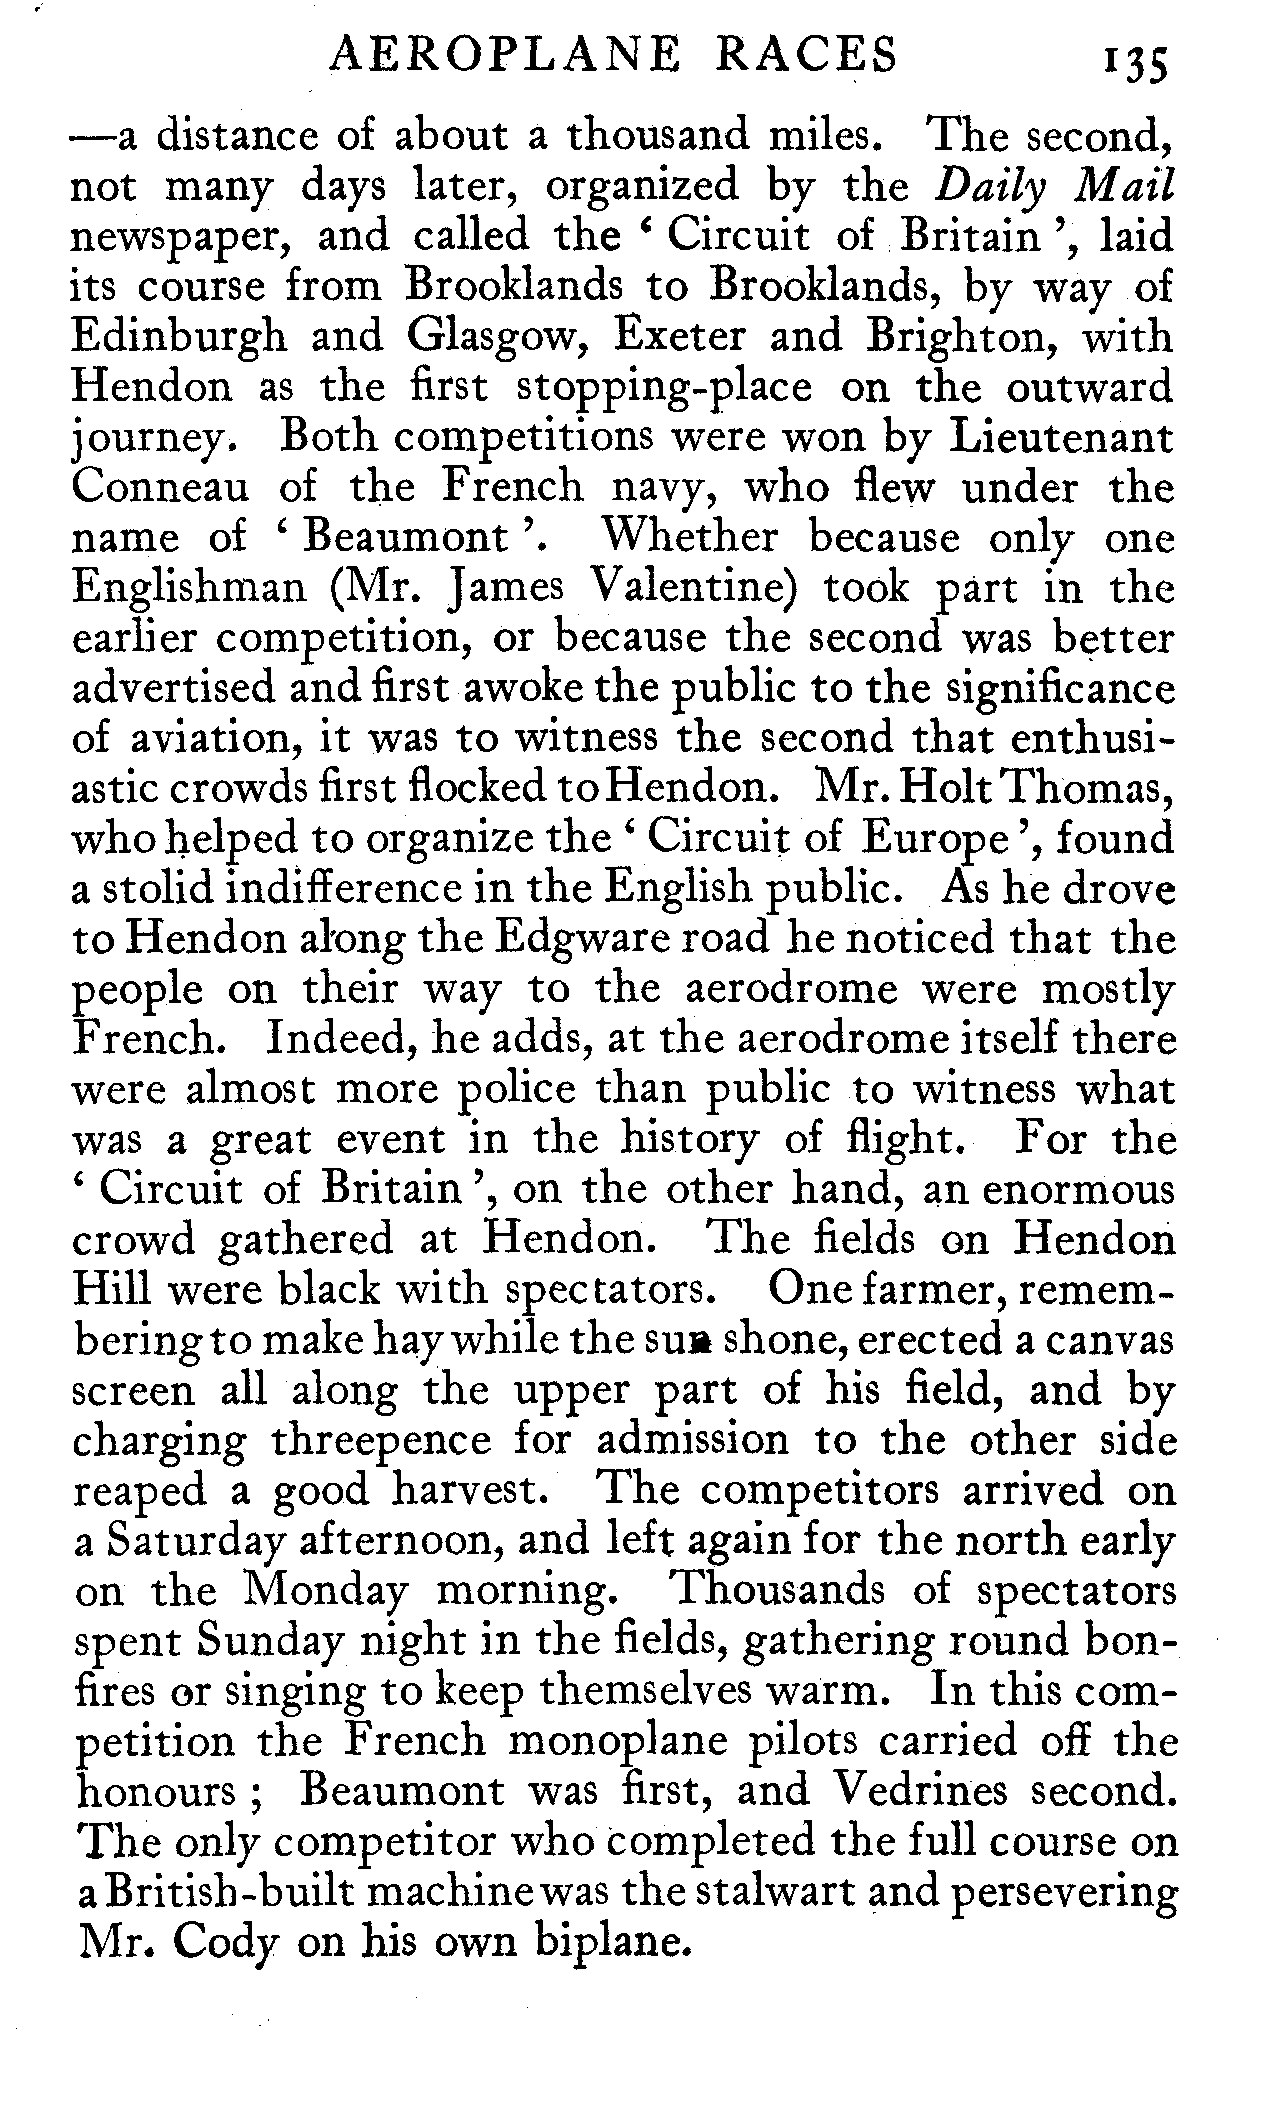 AEROPLANE RACES 135
—a distance of about a thousand miles. The second,
not many days later, organized by the Daily Mail
newspaper, and called the ‘ Circuit of Britain ’, laid
its course from Brooklands to Brooklands, by way of
Edinburgh and Glasgow, Exeter and Brighton, with
Hendon as the first stopping-place on the outward
journey. Both competitions were won by Lieutenant
Conneau of the French navy, who flew under the
name of ‘ Beaumont ’. Whether because only one
Englishman (Mr. James Valentine) took part in the
earlier competition, or because the second was better
advertised and first awoke the public to the significance
of aviation, it was to witness the second that enthusi-
astic crowds first flocked to Hendon. Mr. Holt Thomas,
who helped to organize the ‘ Circuit of Europe ’, found
a stolid indifference in the English public. As he drove
to Hendon along the Edgware road he noticed that the
people on their way to the aerodrome were mostly
French. Indeed, he adds, at the aerodrome itself there
were almost more police than public to witness what
was a great event in the history of flight. For the
‘ Circuit of Britain ’, on the other hand, an enormous
crowd gathered at Hendon. The fields on Hendon
Hill were black with spectators. One farmer, remem-
bering to make hay while the sun shone, erected a canvas
screen all along the upper part of his field, and by
charging threepence for admission to the other side
reaped a good harvest. The competitors arrived on
a Saturday afternoon, and left again for the north early
on the Monday morning. Thousands of spectators
spent Sunday night in the fields, gathering round bon-
fires or singing to keep themselves warm. In this com-
petition the French monoplane pilots carried off the
honours ; Beaumont was first, and Vedrines second.
The only competitor who completed the full course on
a British-built machine was the stalwart and persevering
Mr. Cody on his own biplane.